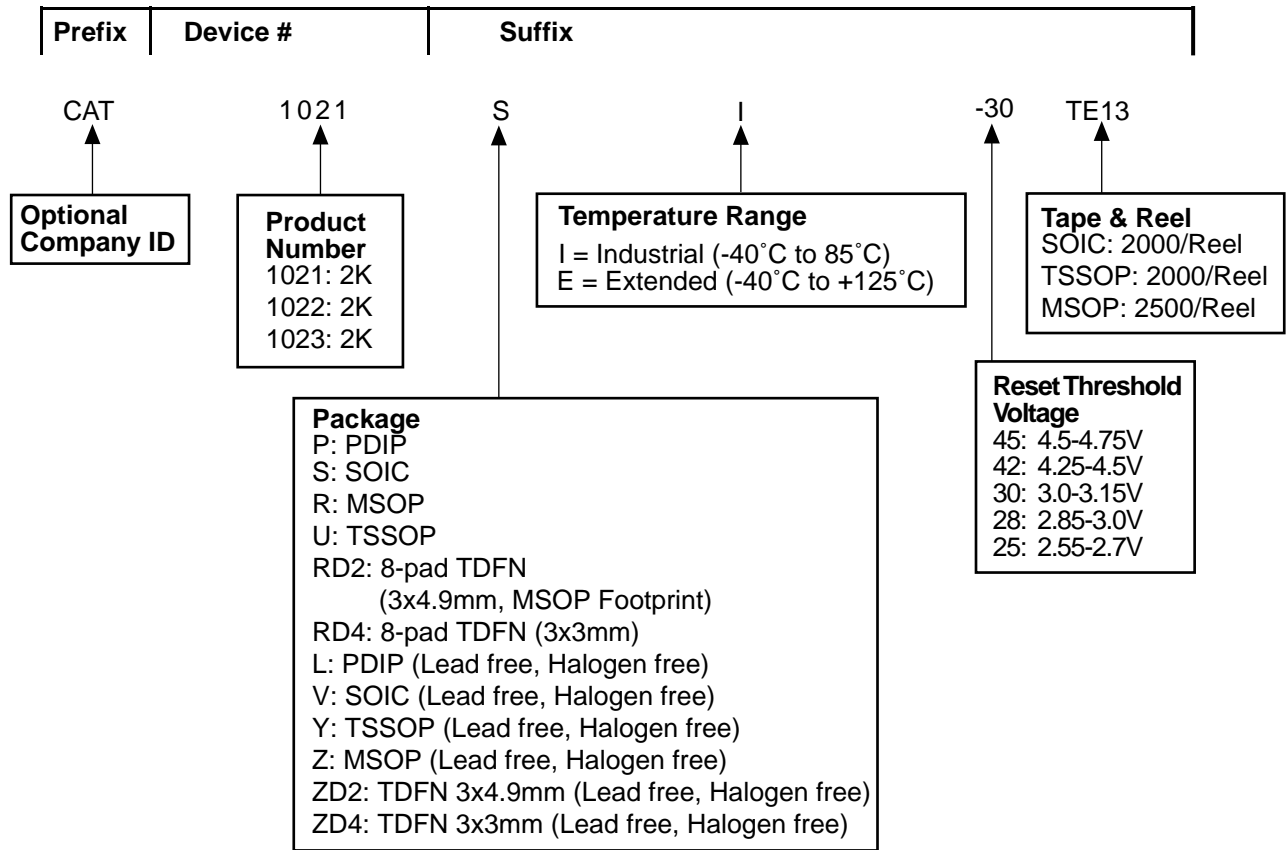 Prefix Device # Suffix
CAT 1021 S I -30 TE13
Optional
Company ID
Product
Number
1021: 2K
1022: 2K
1023: 2K
Temperature Range
I = Industrial (-40˚C to 85˚C)
E = Extended (-40˚C to +125˚C)
Tape & Reel
SOIC: 2000/Reel
TSSOP: 2000/Reel
MSOP: 2500/Reel
Package
P: PDIP
S: SOIC
R: MSOP
U: TSSOP
RD2: 8-pad TDFN
(3x4.9mm, MSOP Footprint)
RD4: 8-pad TDFN (3x3mm)
L: PDIP (Lead free, Halogen free)
V: SOIC (Lead free, Halogen free)
Y: TSSOP (Lead free, Halogen free)
Z: MSOP (Lead free, Halogen free)
ZD2: TDFN 3x4.9mm (Lead free, Halogen free)
ZD4: TDFN 3x3mm (Lead free, Halogen free)
Reset Threshold
Voltage
45: 4.5-4.75V
42: 4.25-4.5V
30: 3.0-3.15V
28: 2.85-3.0V
25: 2.55-2.7V